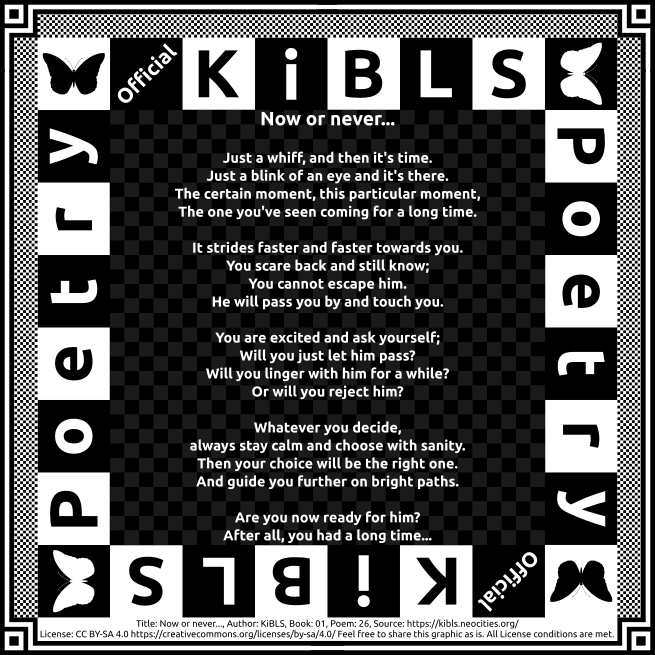 Official KiBLS
Poetry
Poetry
Now or never...
Just a whiff, and then it's time.
Just a blink of an eye and it's there.
The certain moment, this particular moment,
The one you've seen coming for a long time.
It strides faster and faster towards you.
You scare back and still know;
You cannot escape him.
He will pass you by and touch you.
You are excited and ask yourself;
Will you just let him pass?
Will you linger with him for a while?
Or will you reject him?
Whatever you decide,
always stay calm and choose with sanity.
Then your choice will be the right one.
And guide you further on bright paths.
Are you now ready for him?
After all, you had a long time...
Official KiBLS
Title: Now or never..., Author: KiBLS, Book: 01, Poem: 26, Source: https://kibls.neocities.org/
License: CC BY-SA 4.0 https://creativecommons.org/licenses/by-sa/4.0/ Feel free to share this graphic as is. All License conditions are met.